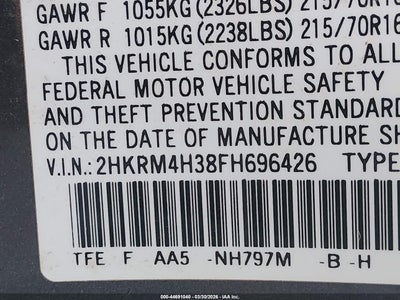 GAWR F 1055KG (2326LBS) 215/70R16
GAWR R 1015KG (2238LBS) 215/70R16
THIS VEHICLE CONFORMS TO ALL
FEDERAL MOTOR VEHICLE SAFETY
AND THEFT PREVENTION STANDARD
ON THE DATE OF MANUFACTURE SH
V.I.N.: 2HKRM4H38FH696426 TYPE
TFE F AA5 -NH797M -B -H
000-44691040 - 03/30/2026 - IAA Inc.